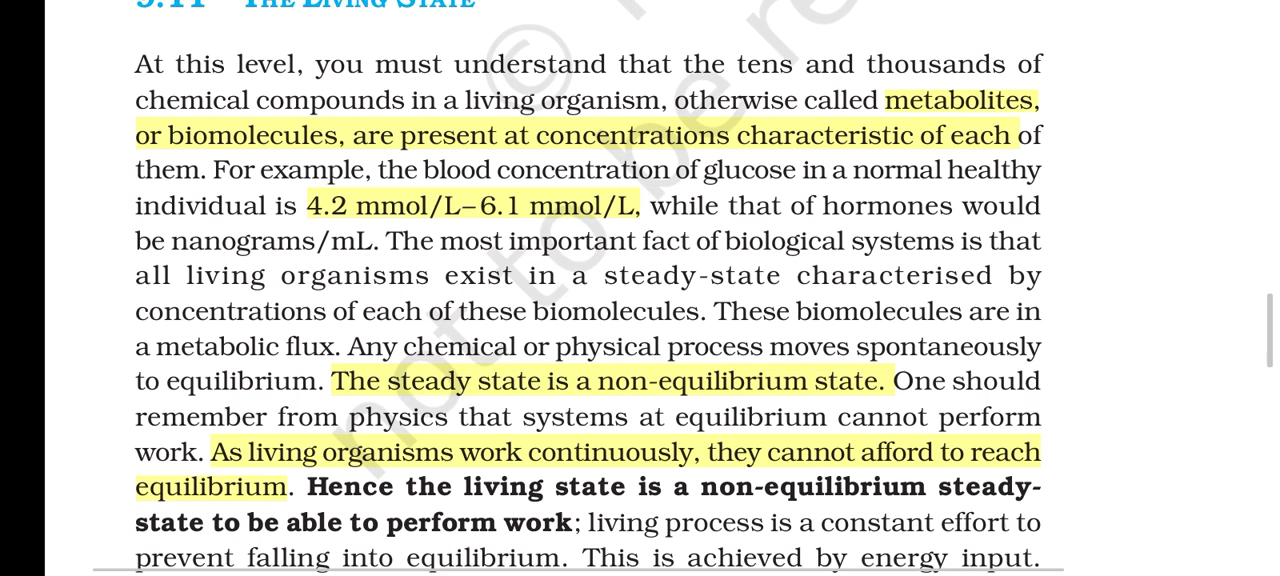 THE LIVING STATE
At this level, you must understand that the tens and thousands of
chemical compounds in a living organism, otherwise called metabolites,
or biomolecules, are present at concentrations characteristic of each of
them. For example, the blood concentration of glucose in a normal healthy
individual is 4.2 mmol/L–6.1 mmol/L, while that of hormones would
be nanograms/mL. The most important fact of biological systems is that
all living organisms exist in a steady-state characterised by
concentrations of each of these biomolecules. These biomolecules are in
a metabolic flux. Any chemical or physical process moves spontaneously
to equilibrium. The steady state is a non-equilibrium state. One should
remember from physics that systems at equilibrium cannot perform
work. As living organisms work continuously, they cannot afford to reach
equilibrium. Hence the living state is a non-equilibrium steady-
state to be able to perform work; living process is a constant effort to
prevent falling into equilibrium. This is achieved by energy input.
© 
not to be re